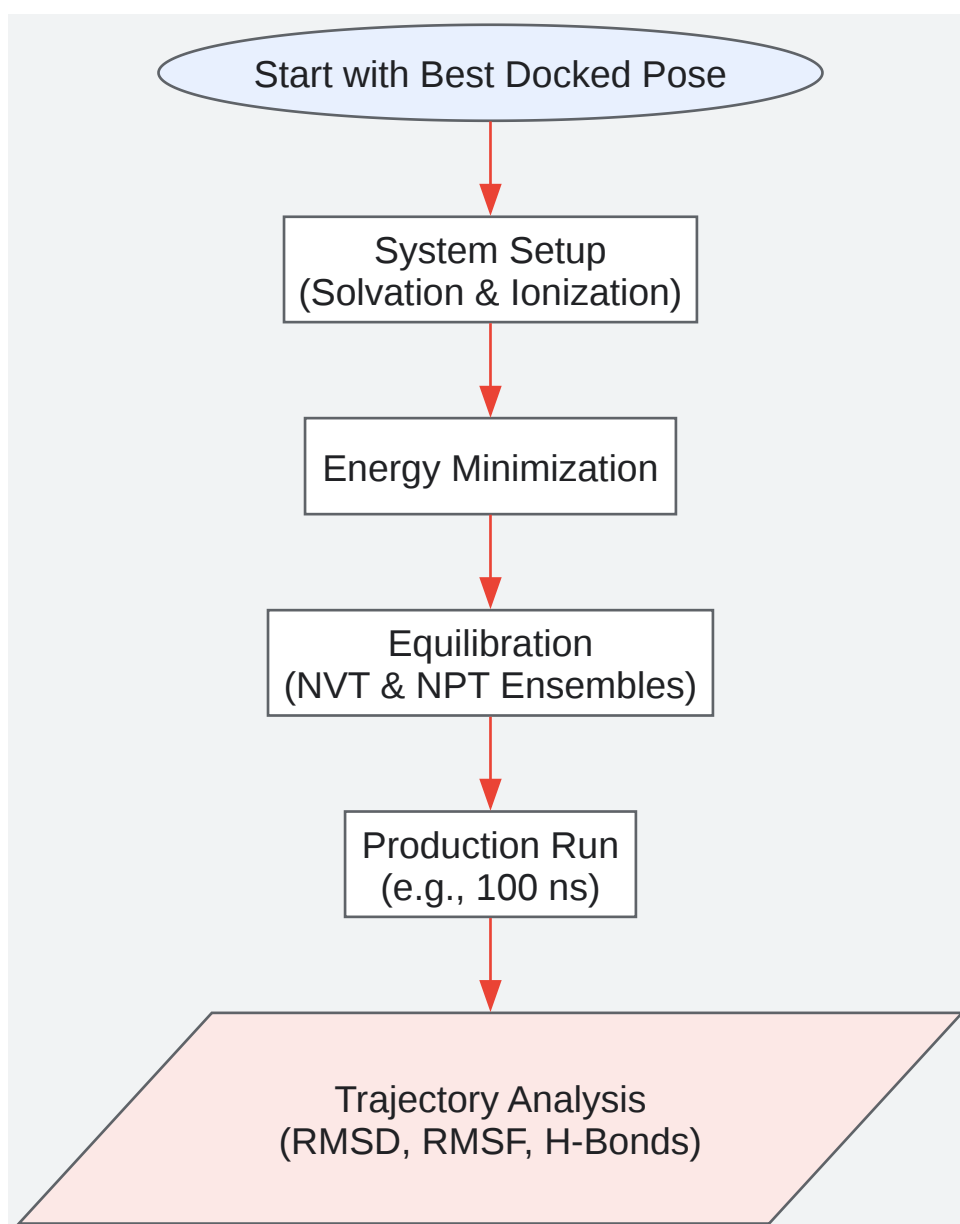 Start with Best Docked Pose
System Setup
(Solvation & Ionization)
Energy Minimization
Equilibration
(NVT & NPT Ensembles)
Production Run
(e.g., 100 ns)
Trajectory Analysis
(RMSD, RMSF, H-Bonds)